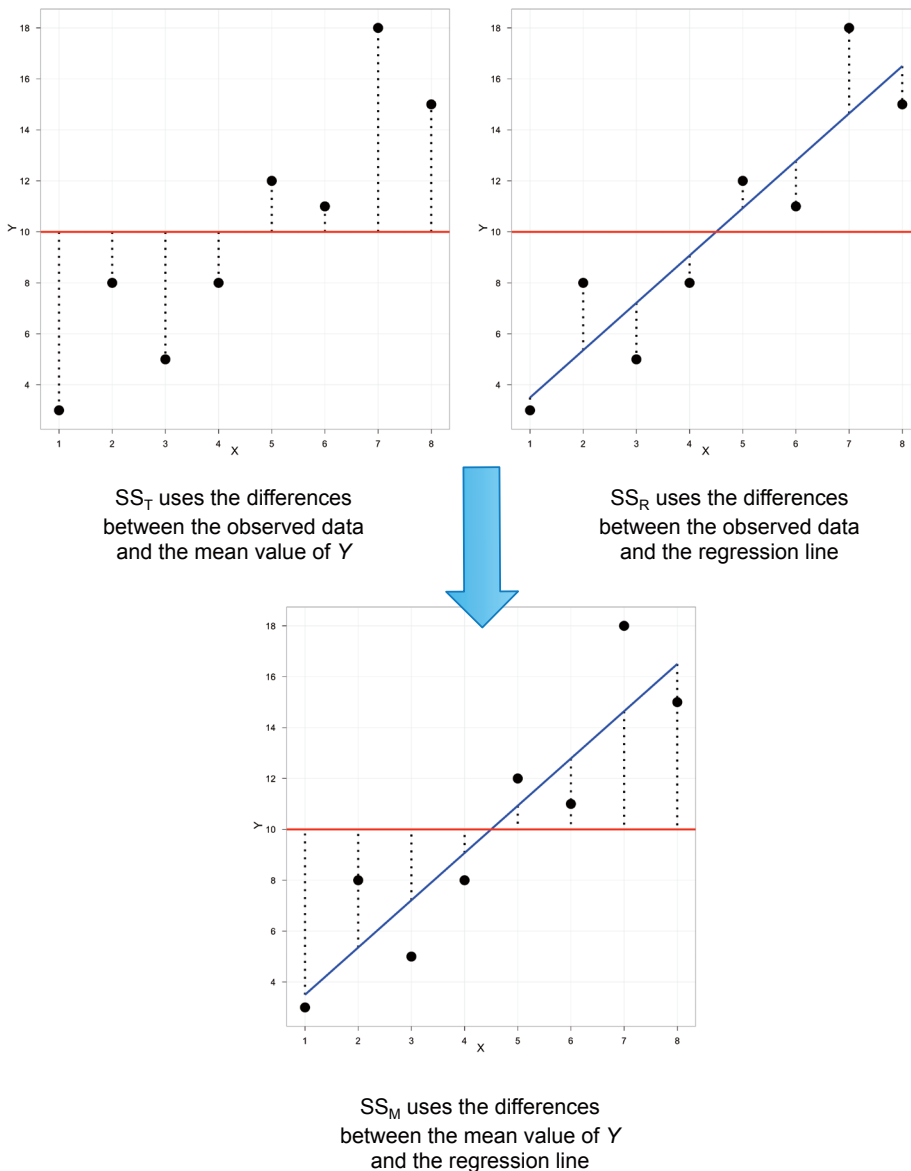 18
16
14
12
10
8
6
4
Y
1 2 3 4 5 6 7 8
X
18
16
14
12
10
8
6
4
Y
1 2 3 4 5 6 7 8
X
SS_T uses the differences
between the observed data
and the mean value of Y
SS_R uses the differences
between the observed data
and the regression line
18
16
14
12
10
8
6
4
Y
1 2 3 4 5 6 7 8
X
SS_M uses the differences
between the mean value of Y
and the regression line